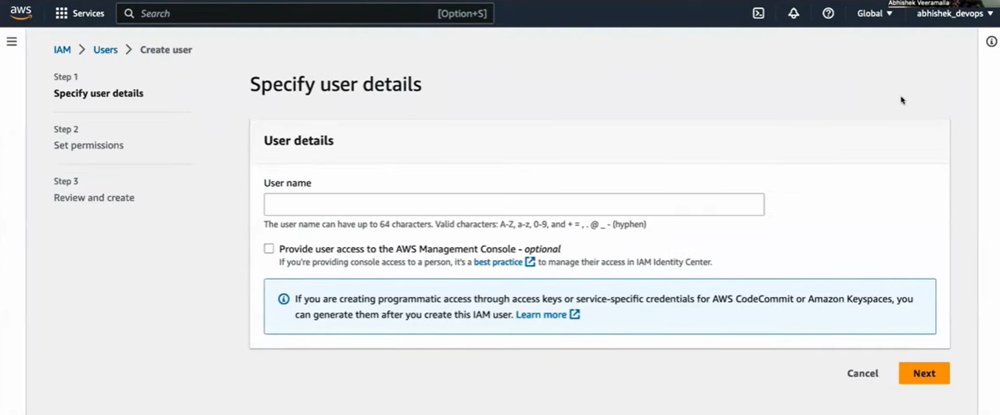 Abhishek Veeramalla
aws
Services
Search
[Option+S]
Global
abhishek_devops
IAM > Users > Create user
Step 1
Specify user details
Step 2
Set permissions
Step 3
Review and create
Specify user details
User details
User name
The user name can have up to 64 characters. Valid characters: A-Z, a-z, 0-9, and + = , . @ _ - (hyphen)
Provide user access to the AWS Management Console - optional
If you're providing console access to a person, it's a best practice to manage their access in IAM Identity Center.
If you are creating programmatic access through access keys or service-specific credentials for AWS CodeCommit or Amazon Keyspaces, you
can generate them after you create this IAM user. Learn more
Cancel
Next